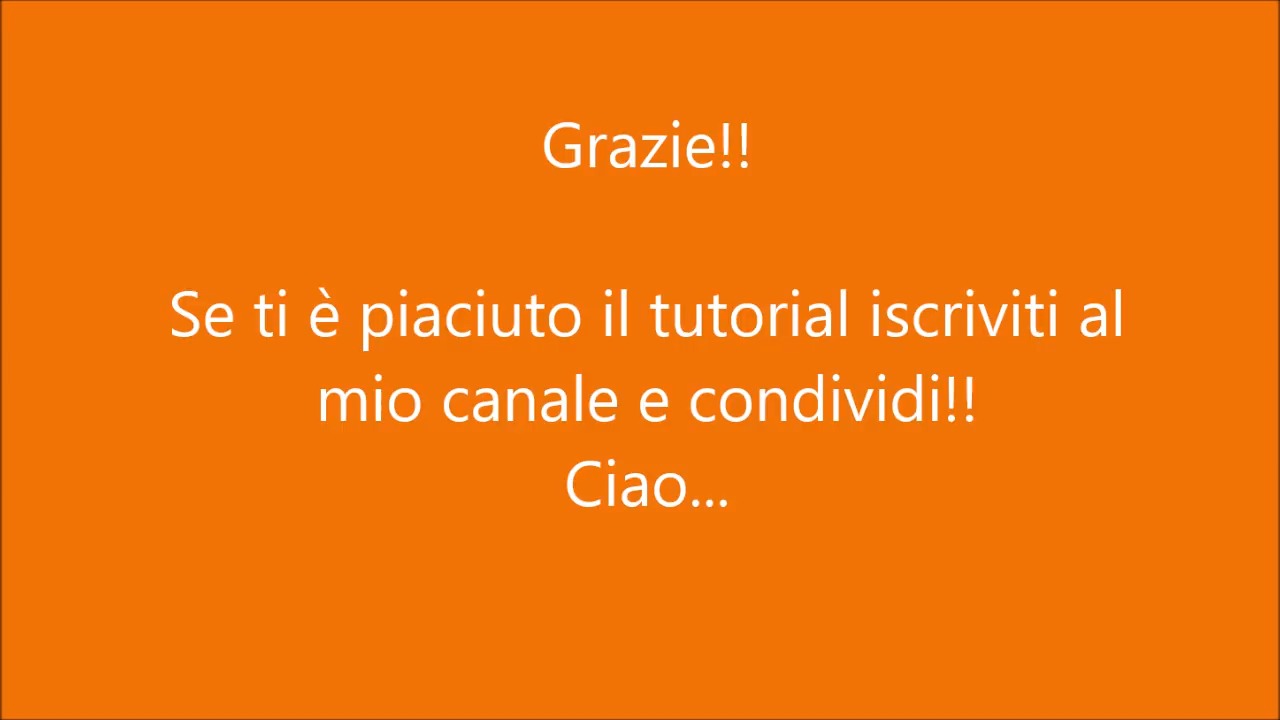 Grazie!!
Se ti è piaciuto il tutorial iscriviti al
mio canale e condividi!!
Ciao...